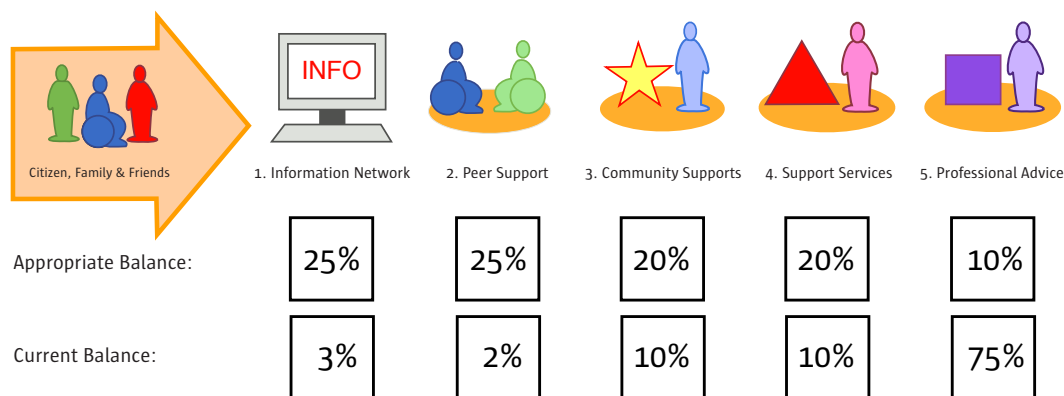 INFO
Citizen, Family & Friends
1. Information Network
2. Peer Support
3. Community Supports
4. Support Services
5. Professional Advice
Appropriate Balance:
25%
25%
20%
20%
10%
Current Balance:
3%
2%
10%
10%
75%